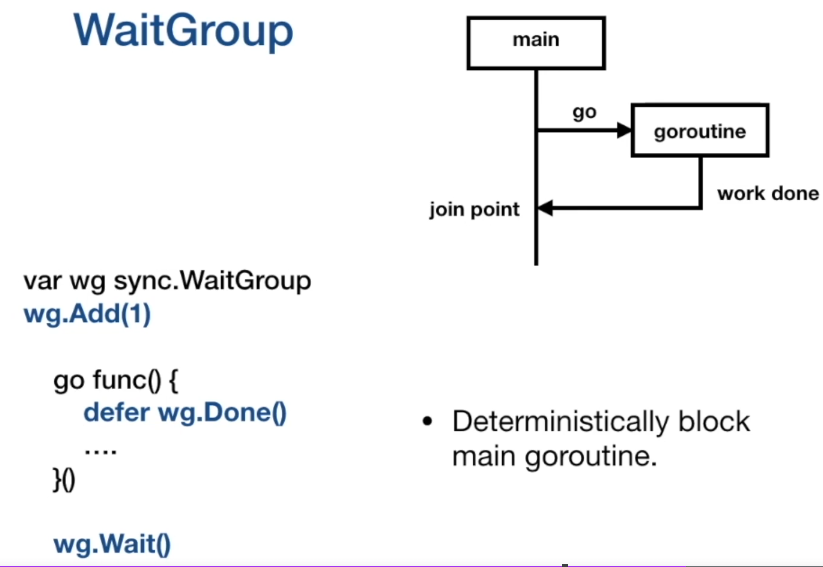 WaitGroup
main
go
goroutine
work done
join point
var wg sync.WaitGroup
wg.Add(1)
go func() {
defer wg.Done()
....
}()
wg.Wait()
• Deterministically block
main goroutine.